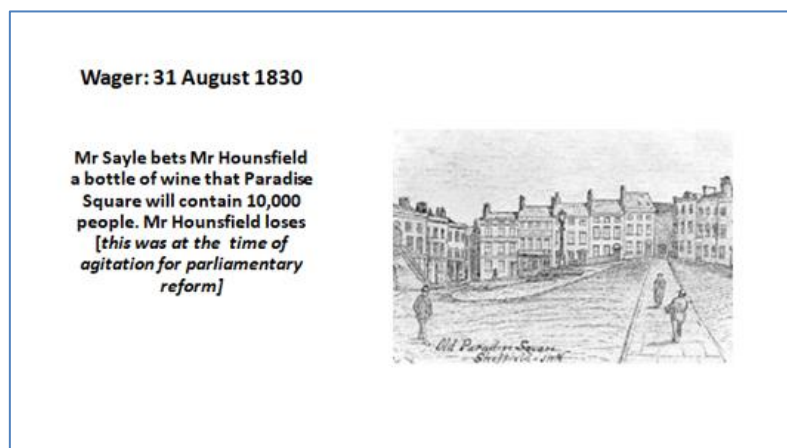 Wager: 31 August 1830
Mr Sayle bets Mr Hounsfield
a bottle of wine that Paradise
Square will contain 10,000
people. Mr Hounsfield loses
[this was at the time of
agitation for parliamentary
reform]
Old Paradise Square
Sheffield